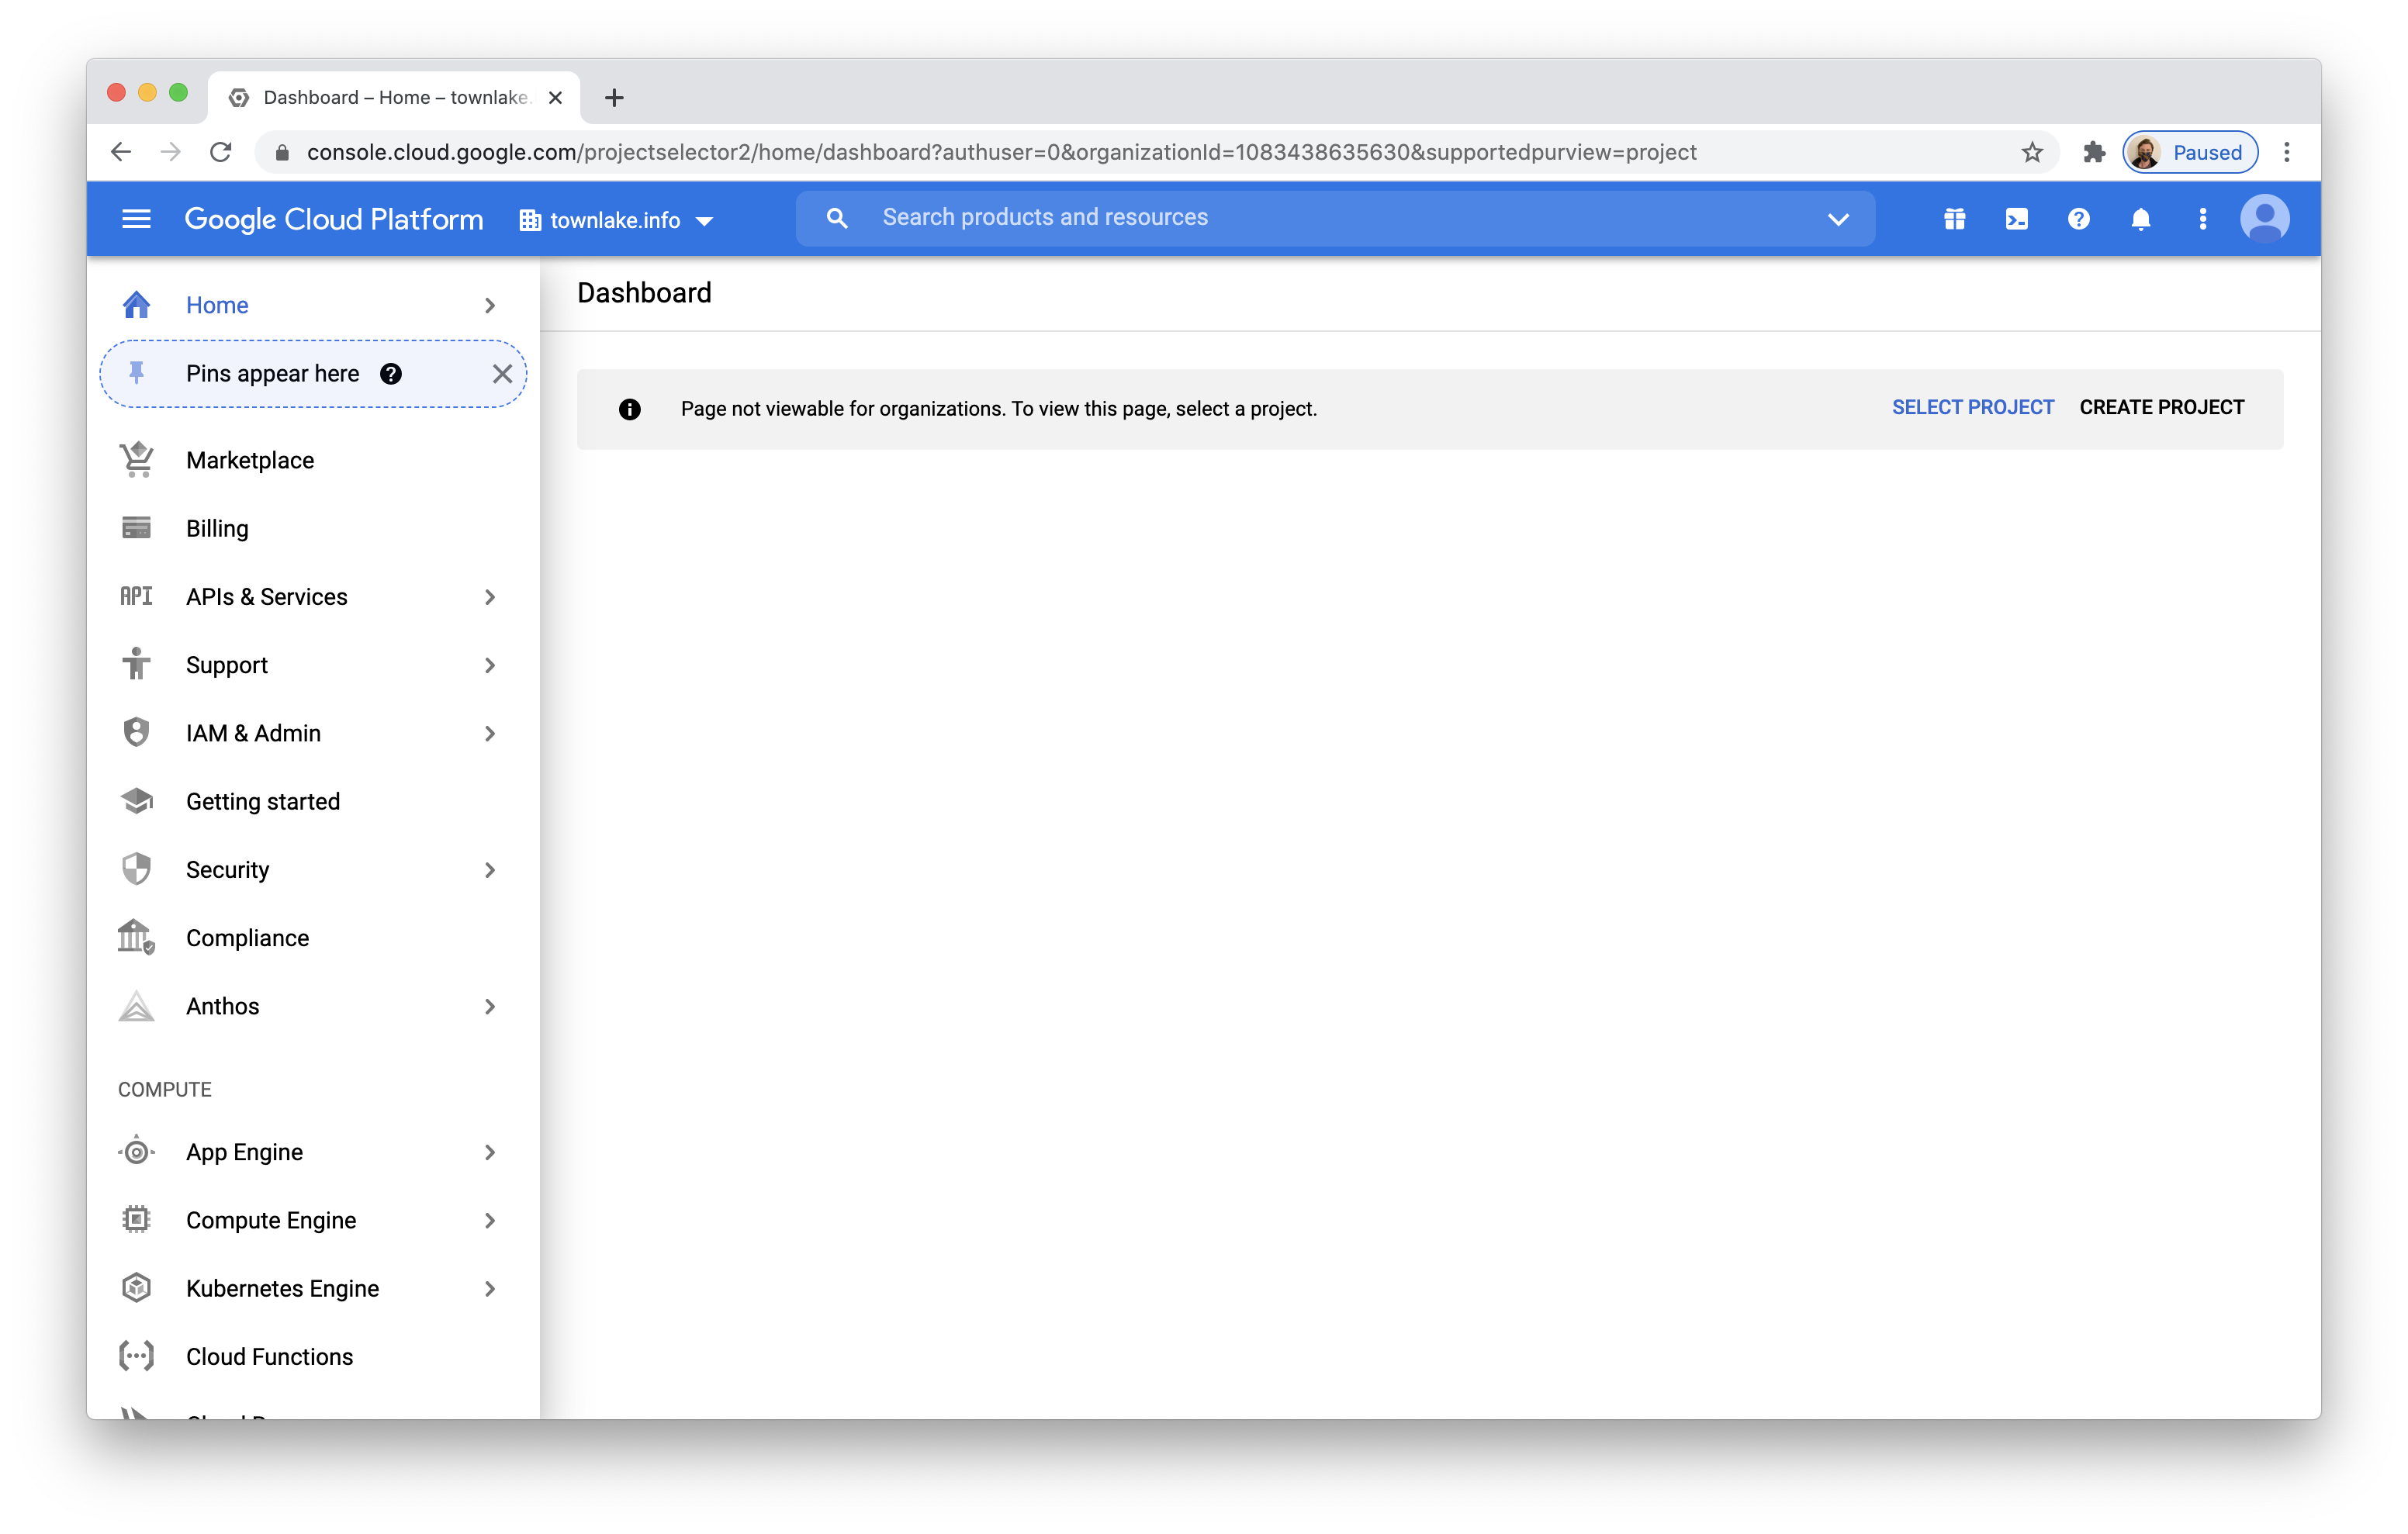 Dashboard – Home – townlake.
console.cloud.google.com/projectselector2/home/dashboard?authuser=0&organizationId=1083438635630&supportedpurview=project
Paused
Google Cloud Platform
townlake.info
Search products and resources
Home
Dashboard
Pins appear here
Page not viewable for organizations. To view this page, select a project.
SELECT PROJECT
CREATE PROJECT
Marketplace
Billing
API
APIs & Services
Support
IAM & Admin
Getting started
Security
Compliance
Anthos
COMPUTE
App Engine
Compute Engine
Kubernetes Engine
Cloud Functions